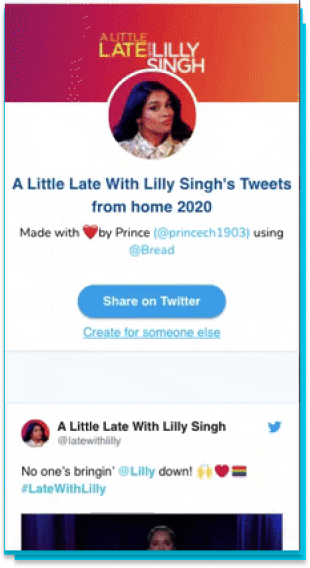 A LITTLE
LATE WITH LILLY
SINGH
A Little Late With Lilly Singh's Tweets
from home 2020
Made with ❤️by Prince (@princech1903) using
@Bread
Share on Twitter
Create for someone else
A Little Late With Lilly Singh
@latewithlilly
No one's bringin' @Lilly down! 🙌❤️🏳️‍🌈
#LateWithLilly